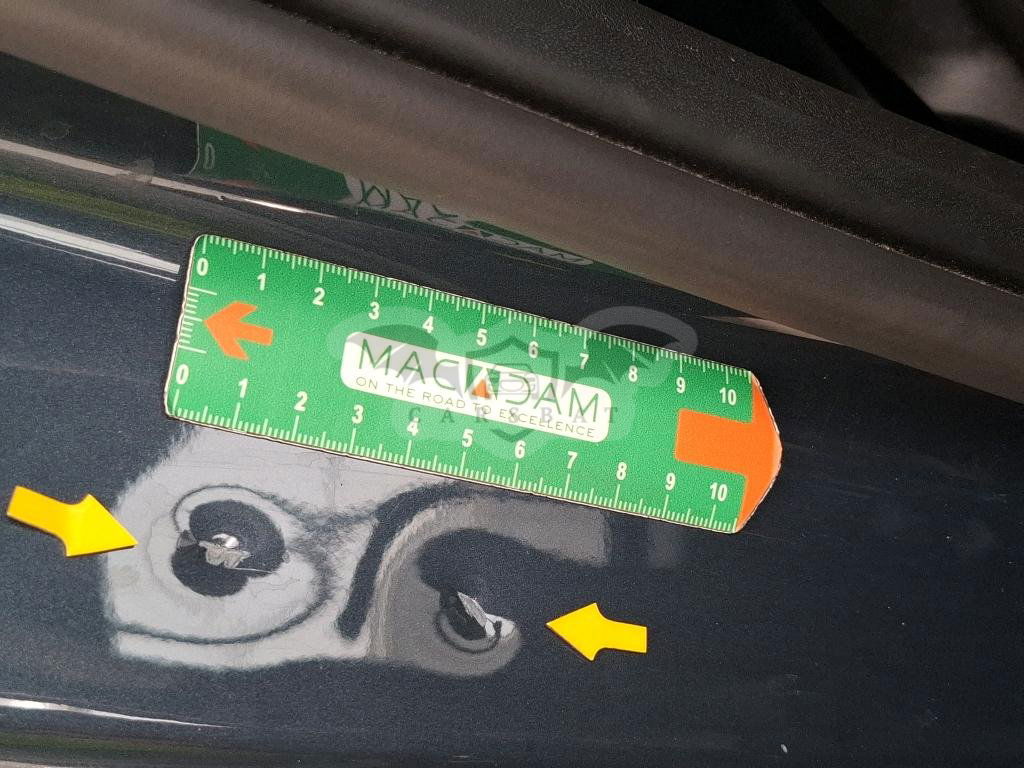 0 1 2 3 4 5 6 7 8 9 10
MACADAM
ON THE ROAD TO EXCELLENCE
CARSBAT
0 1 2 3 4 5 6 7 8 9 10